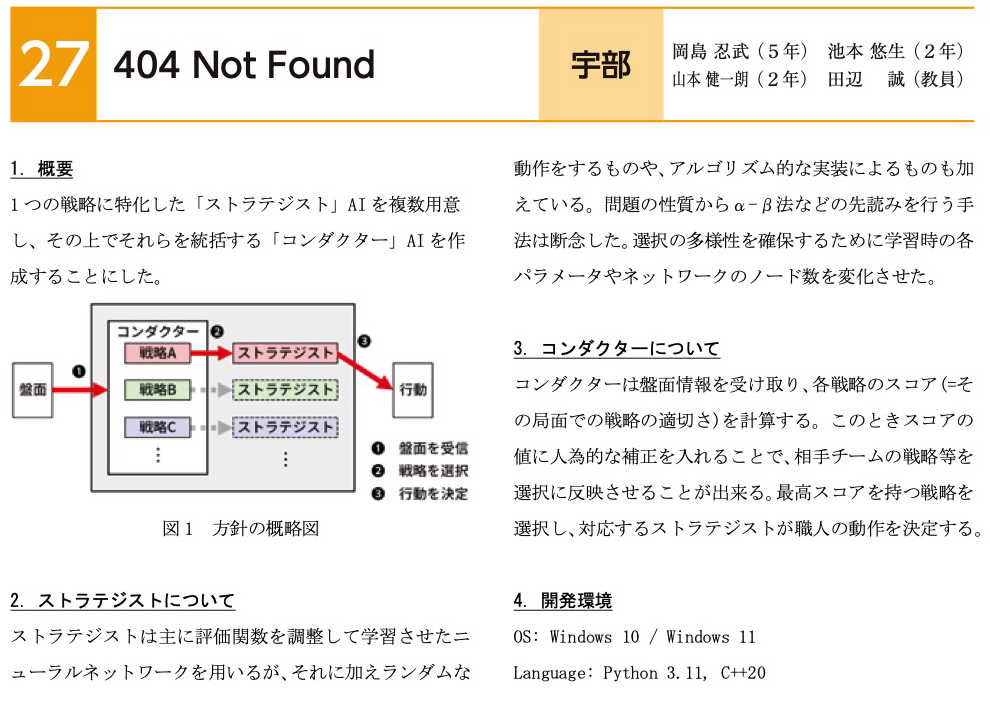 27
404 Not Found
宇部
岡島 忍武（５年） 池本 悠生（２年）
山本 健一朗（２年） 田辺 誠（教員）
1. 概要
1つの戦略に特化した「ストラテジスト」AIを複数用意
し、その上でそれらを統括する「コンダクター」AIを作
成することにした。
盤面
❶
コンダクター
戦略A
戦略B
戦略C
⋮
❷
ストラテジスト
ストラテジスト
ストラテジスト
⋮
❸
行動
❶ 盤面を受信
❷ 戦略を選択
❸ 行動を決定
図1 方針の概略図
2. ストラテジストについて
ストラテジストは主に評価関数を調整して学習させたニ
ューラルネットワークを用いるが、それに加えランダムな
動作をするものや、アルゴリズム的な実装によるものも加
えている。問題の性質からα-β法などの先読みを行う手
法は断念した。選択の多様性を確保するために学習時の各
パラメータやネットワークのノード数を変化させた。
3. コンダクターについて
コンダクターは盤面情報を受け取り、各戦略のスコア(=そ
の局面での戦略の適切さ)を計算する。このときスコアの
値に人為的な補正を入れることで、相手チームの戦略等を
選択に反映させることが出来る。最高スコアを持つ戦略を
選択し、対応するストラテジストが職人の動作を決定する。
4. 開発環境
OS: Windows 10 / Windows 11
Language: Python 3.11, C++20